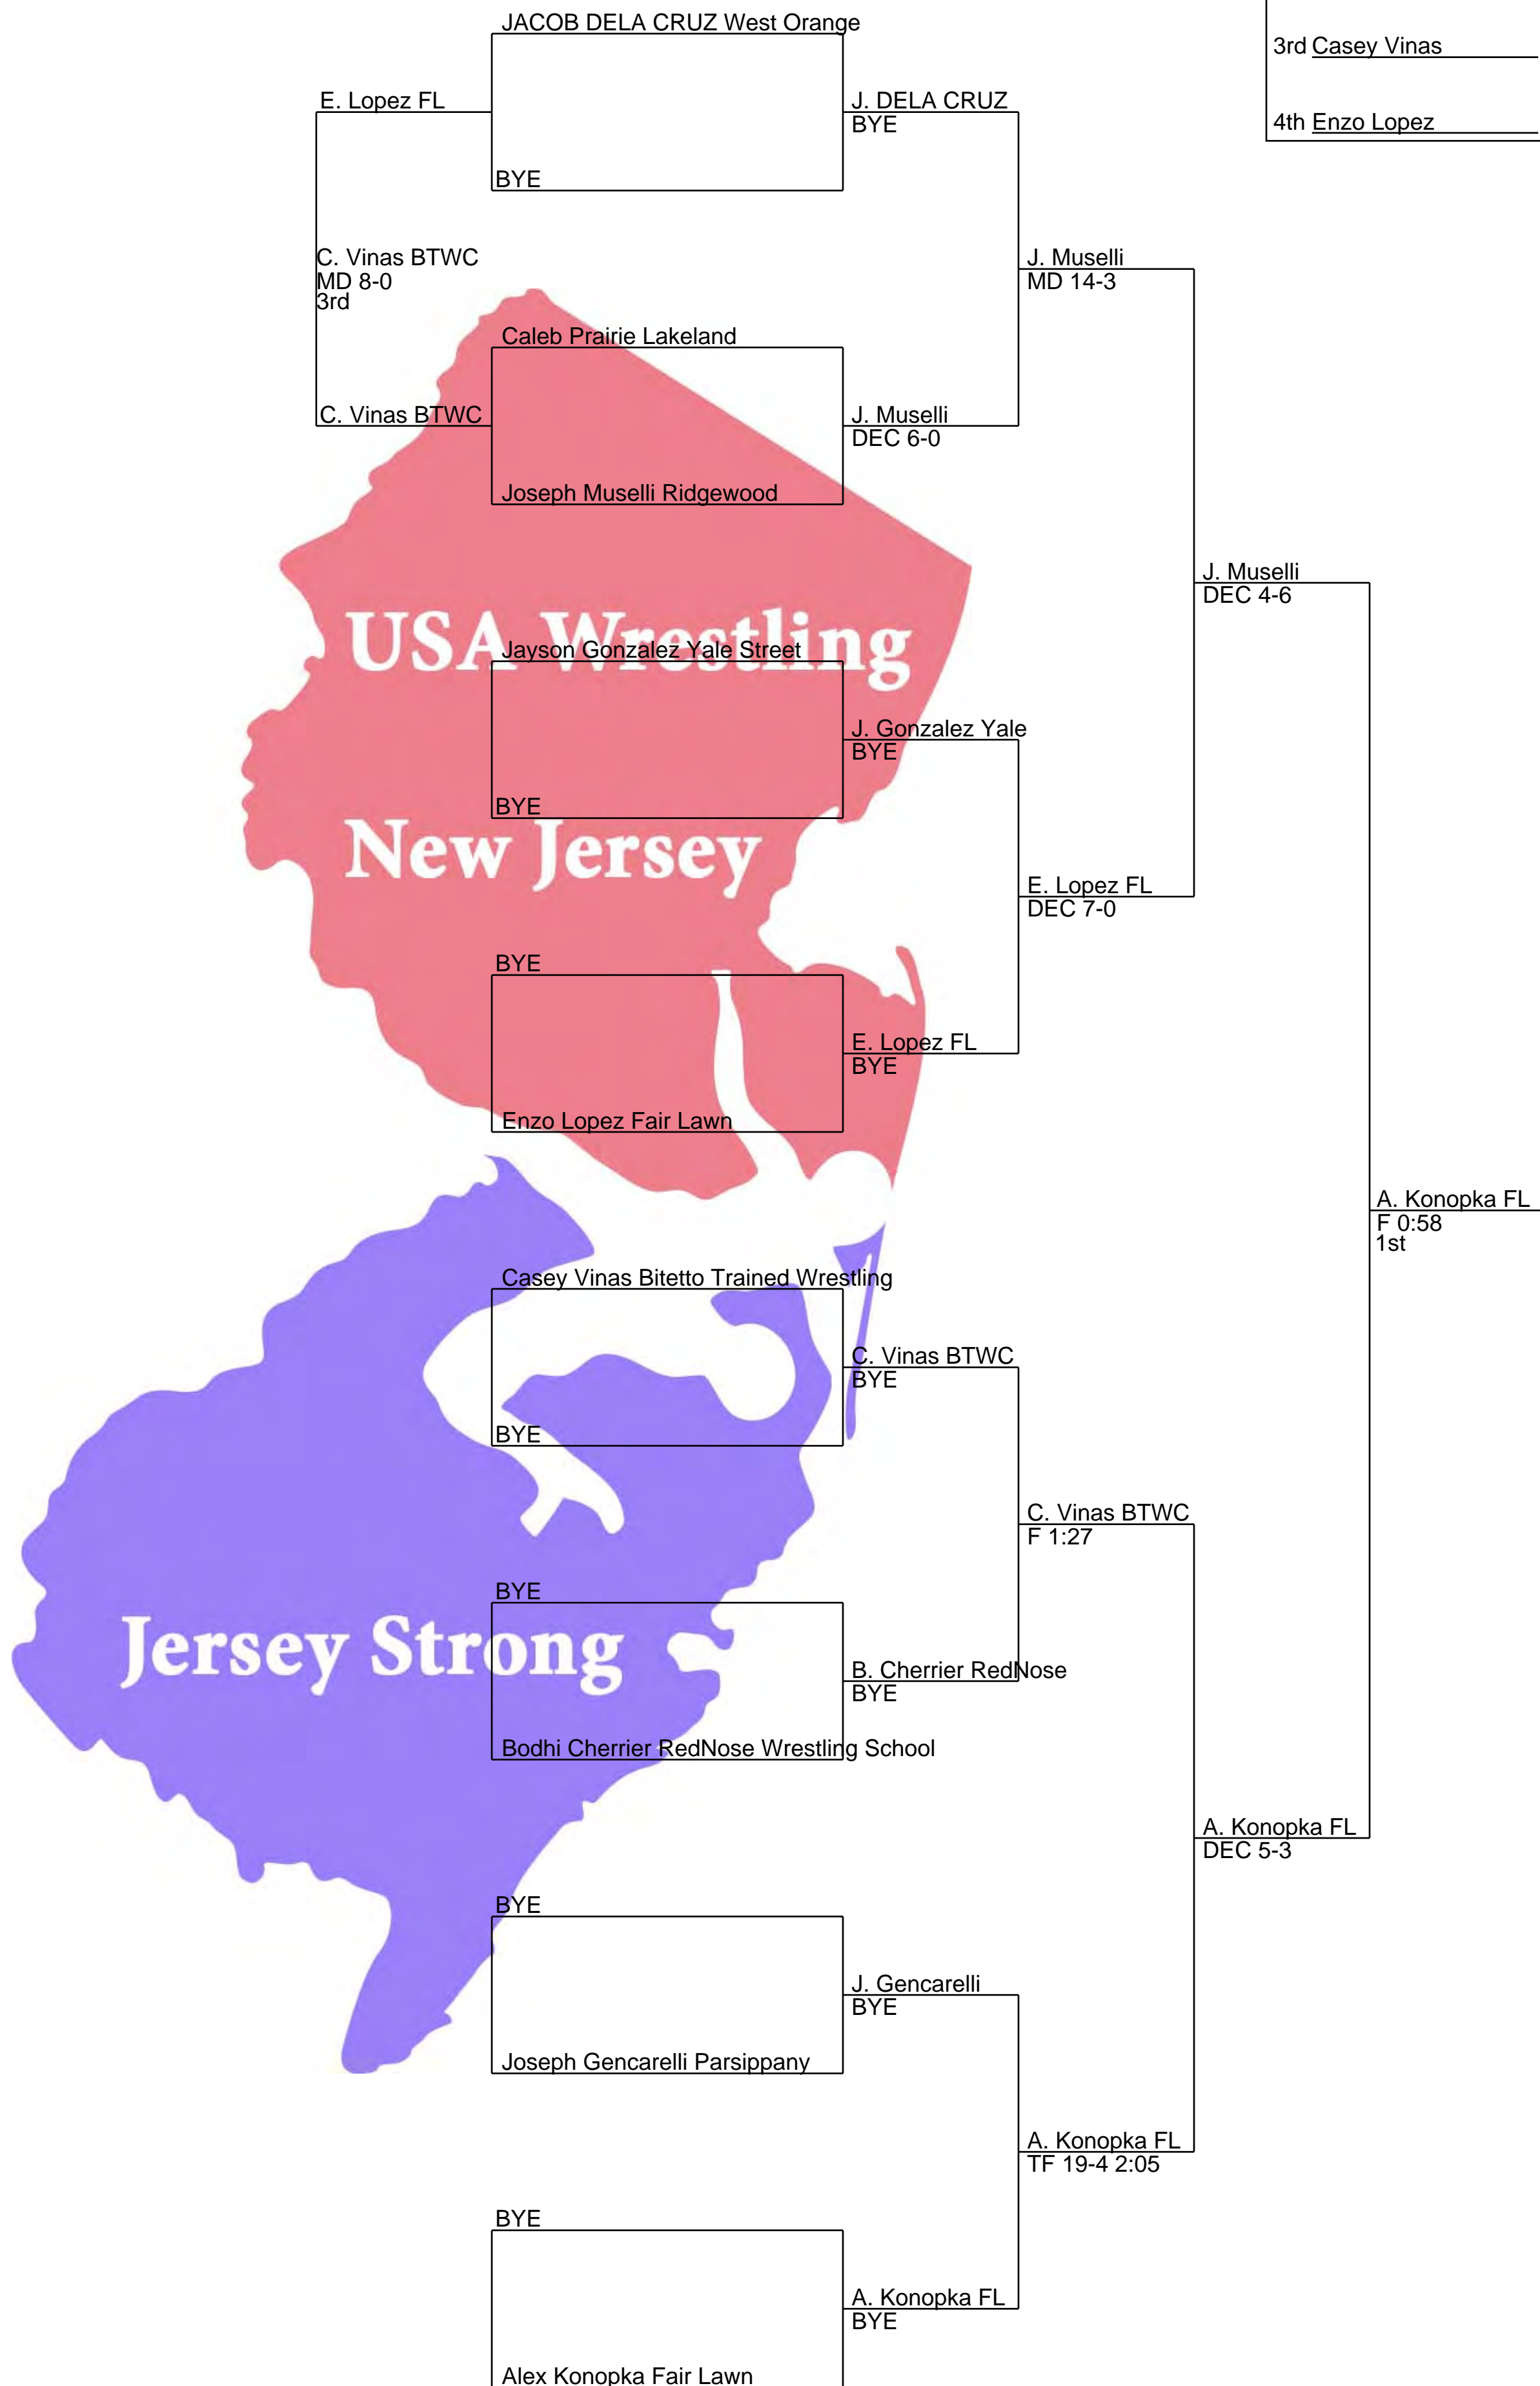 JACOB DELA CRUZ West Orange
3rd Casey Vinas
E. Lopez FL
J. DELA CRUZ
BYE
4th Enzo Lopez
BYE
C. Vinas BTWC
MD 8-0
3rd
J. Muselli
MD 14-3
Caleb Prairie Lakeland
C. Vinas BTWC
J. Muselli
DEC 6-0
Joseph Muselli Ridgewood
J. Muselli
DEC 4-6
USA Wrestling
Jayson Gonzalez Yale Street
J. Gonzalez Yale
BYE
BYE
New Jersey
E. Lopez FL
DEC 7-0
BYE
E. Lopez FL
BYE
Enzo Lopez Fair Lawn
A. Konopka FL
F 0:58
1st
Casey Vinas Bitetto Trained Wrestling
C. Vinas BTWC
BYE
BYE
C. Vinas BTWC
F 1:27
BYE
Jersey Strong
B. Cherrier RedNose
BYE
Bodhi Cherrier RedNose Wrestling School
A. Konopka FL
DEC 5-3
BYE
J. Gencarelli
BYE
Joseph Gencarelli Parsippany
A. Konopka FL
TF 19-4 2:05
BYE
A. Konopka FL
BYE
Alex Konopka Fair Lawn